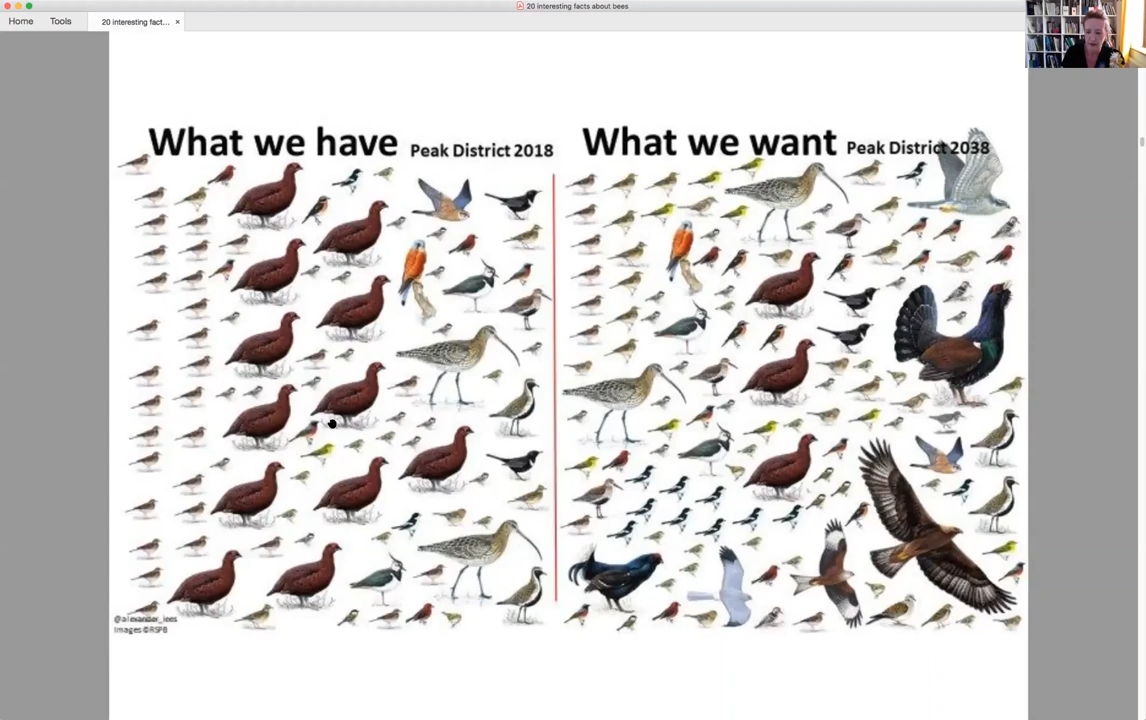 20 interesting facts about bees
Home Tools 20 interesting fact... ×
What we have Peak District 2018
What we want Peak District 2038
@alexander_lees
Images ©RSPB